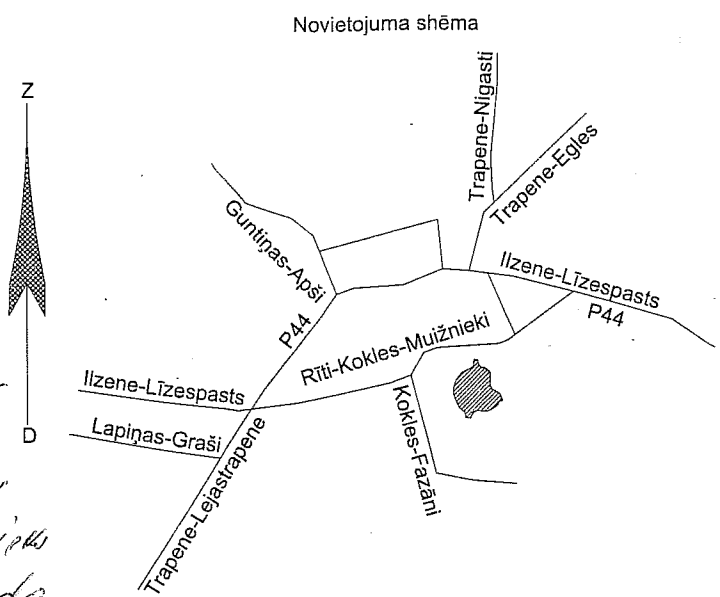 Novietojuma shēma
Z
Trapene-Nigasti
Trapene-Egles
Guntiņas-Apši
Ilzene-Līzespasts
P44
P44
Rīti-Kokles-Muižnieki
Ilzene-Līzespasts
Kokles-Fazāni
D
Lapiņas-Graši
Trapene-Lejastrapene